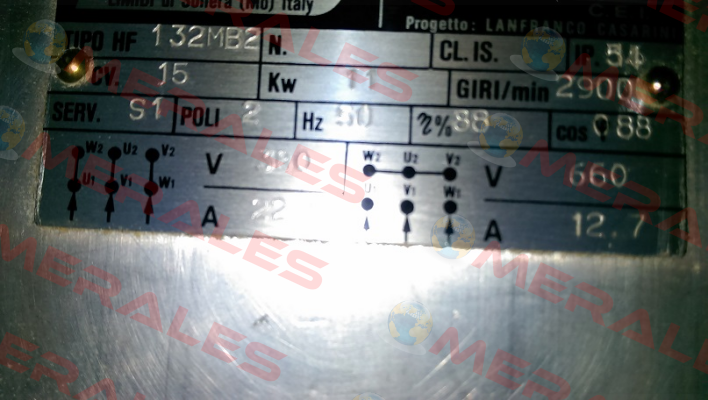 LIMIDI di Soliera (Mo) Italy
C.E.I.
Progetto: LANFRANCO CASARINI
TIPO HF 132MB2 N. CL. IS. IP. 54
CV. 15 Kw 11 GIRI/min 2900
SERV. S1 POLI 2 Hz 50 η% 88 cos φ 88
W2 U2 V2 V 380 W2 U2 V2 V 660
U1 V1 W1 A 22 U1 V1 W1 A 12.7
MERALES
MERALES
MERALES
MERALES